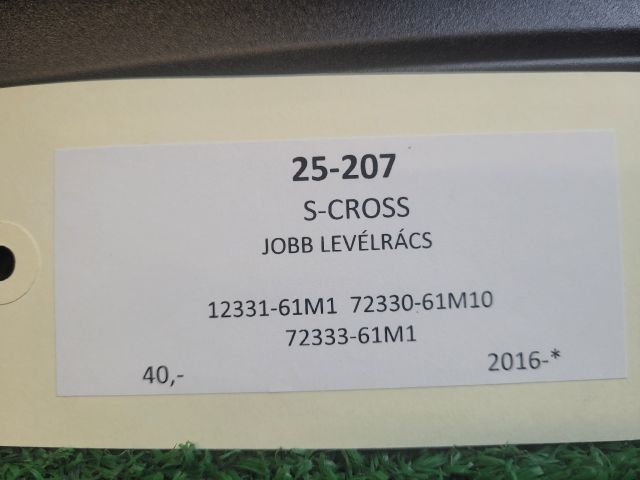 25-207
S-CROSS
JOBB LEVÉLRÁCS
12331-61M1 72330-61M10
72333-61M1
40,- 2016-*